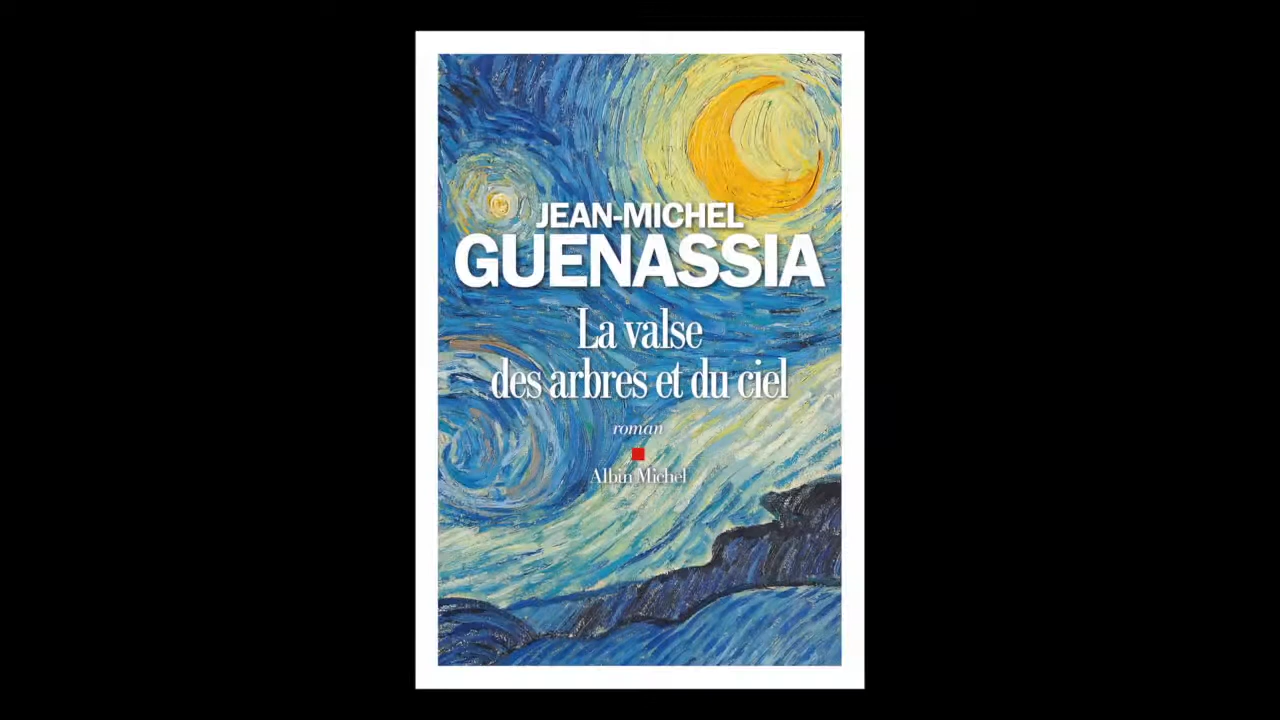 JEAN-MICHEL
GUENASSIA
La valse
des arbres et du ciel
roman
Albin Michel